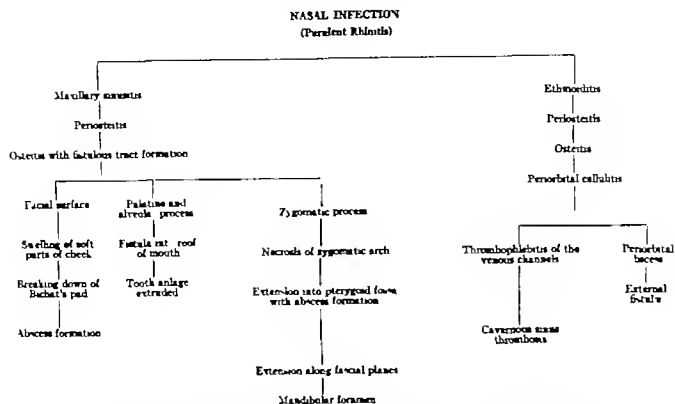 NASAL INFECTION
(Purulent Rhinitis)
Maxillary sinusitis
Periosteitis
Osteitis with fistulous tract formation
Facial surface
Swelling of soft
parts of cheek
Breaking down of
Bichat's pad
Abscess formation
Palatine and
alveolar process
Fistula at roof
of mouth
Tooth anlage
extruded
Zygomatic process
Necrosis of zygomatic arch
Extension into pterygoid fossa
with abscess formation
Extension along fascial planes
Mandibular foramen
Ethmoiditis
Periosteitis
Osteitis
Periorbital cellulitis
Thrombophlebitis of the
venous channels
Cavernous sinus
thrombosis
Periorbital
abscess
External
fistula